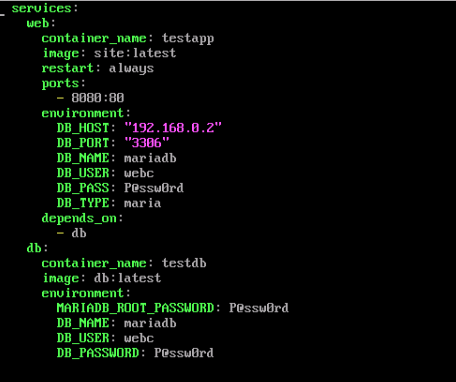 services:
  web:
    container_name: testapp
    image: site:latest
    restart: always
    ports:
      - 8080:80
    environment:
      DB_HOST: "192.168.0.2"
      DB_PORT: "3306"
      DB_NAME: mariadb
      DB_USER: webc
      DB_PASS: P@ssw0rd
      DB_TYPE: maria
    depends_on:
      - db
  db:
    container_name: testdb
    image: db:latest
    environment:
      MARIADB_ROOT_PASSWORD: P@ssw0rd
      DB_NAME: mariadb
      DB_USER: webc
      DB_PASSWORD: P@ssw0rd